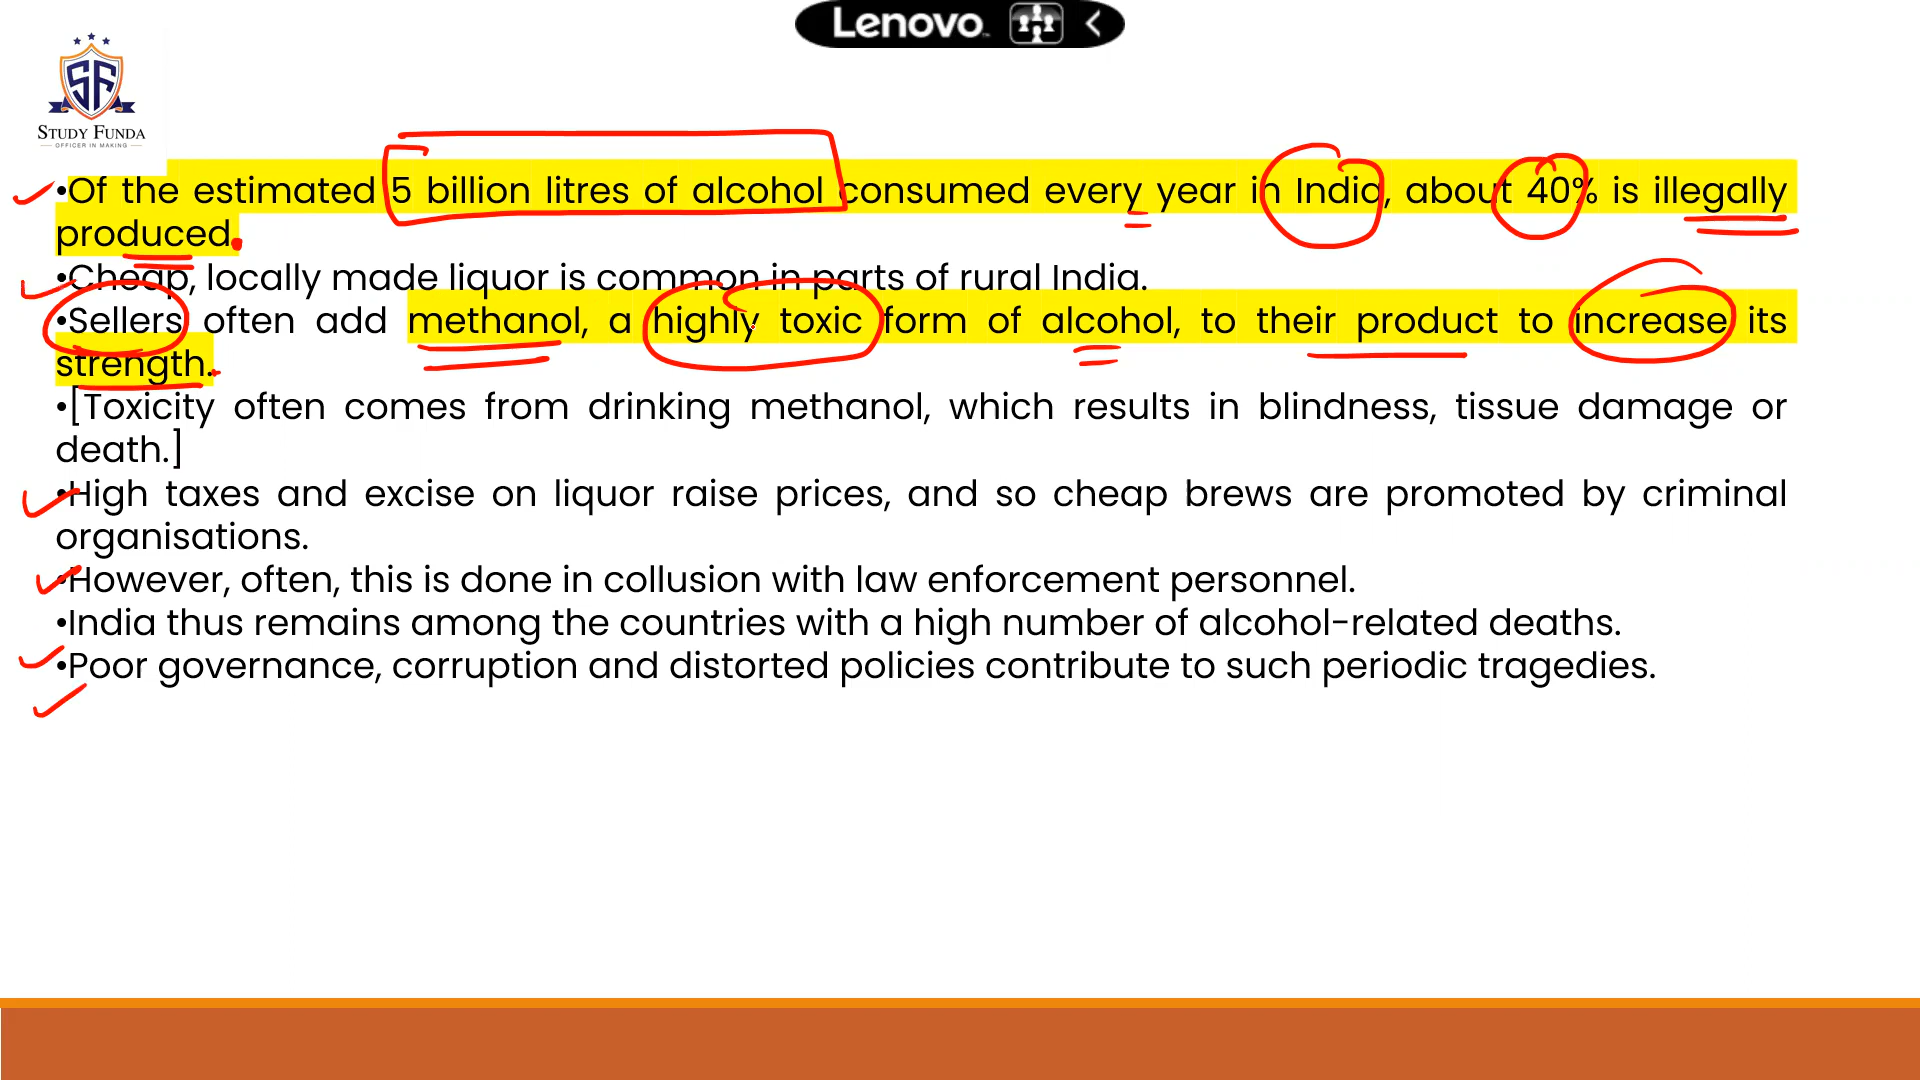 Lenovo
SF
STUDY FUNDA
OFFICER IN MAKING
•Of the estimated 5 billion litres of alcohol consumed every year in India, about 40% is illegally
produced.
•Cheap, locally made liquor is common in parts of rural India.
•Sellers often add methanol, a highly toxic form of alcohol, to their product to increase its
strength.
•[Toxicity often comes from drinking methanol, which results in blindness, tissue damage or
death.]
•High taxes and excise on liquor raise prices, and so cheap brews are promoted by criminal
organisations.
•However, often, this is done in collusion with law enforcement personnel.
•India thus remains among the countries with a high number of alcohol-related deaths.
•Poor governance, corruption and distorted policies contribute to such periodic tragedies.